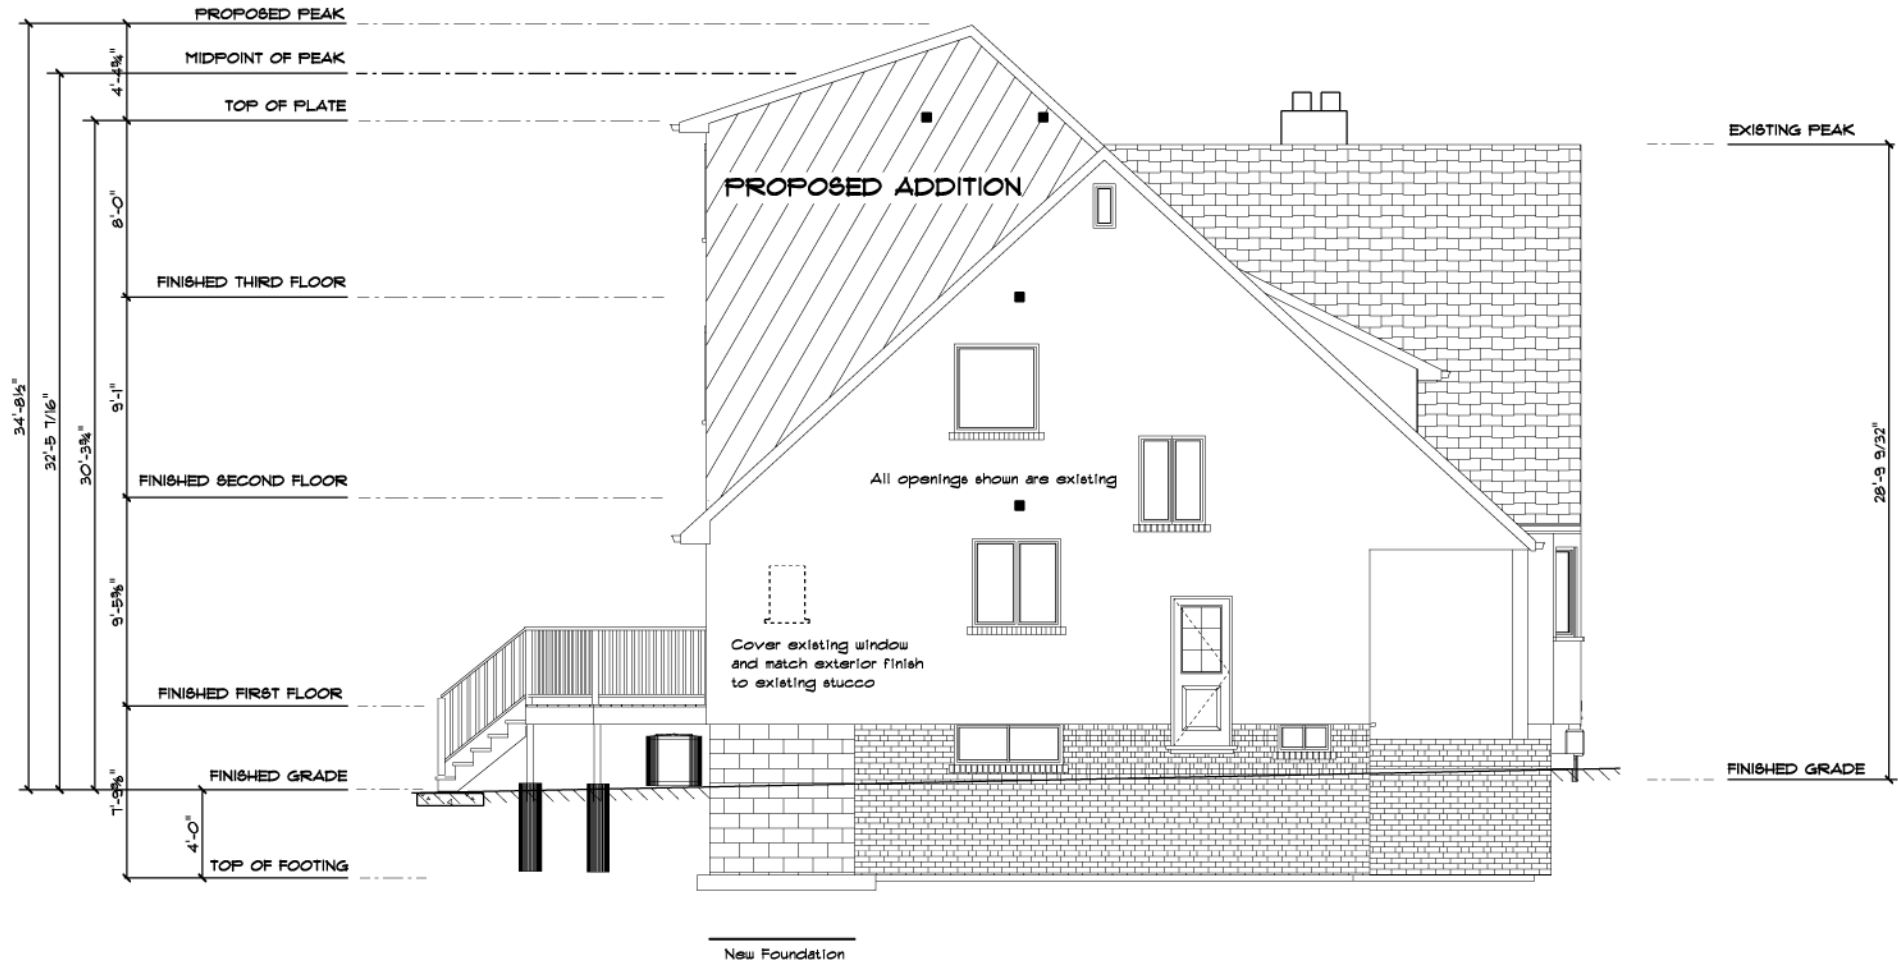 PROPOSED PEAK
MIDPOINT OF PEAK
TOP OF PLATE
EXISTING PEAK
PROPOSED ADDITION
FINISHED THIRD FLOOR
FINISHED SECOND FLOOR
All openings shown are existing
Cover existing window
and match exterior finish
to existing stucco
FINISHED FIRST FLOOR
FINISHED GRADE
FINISHED GRADE
TOP OF FOOTING
New Foundation
34'-8½"
32'-5 7/16"
30'-3¾"
4'-4¾"
8'-0"
9'-1"
9'-5⅜"
7'-9⅜"
4'-0"
28'-9 9/32"